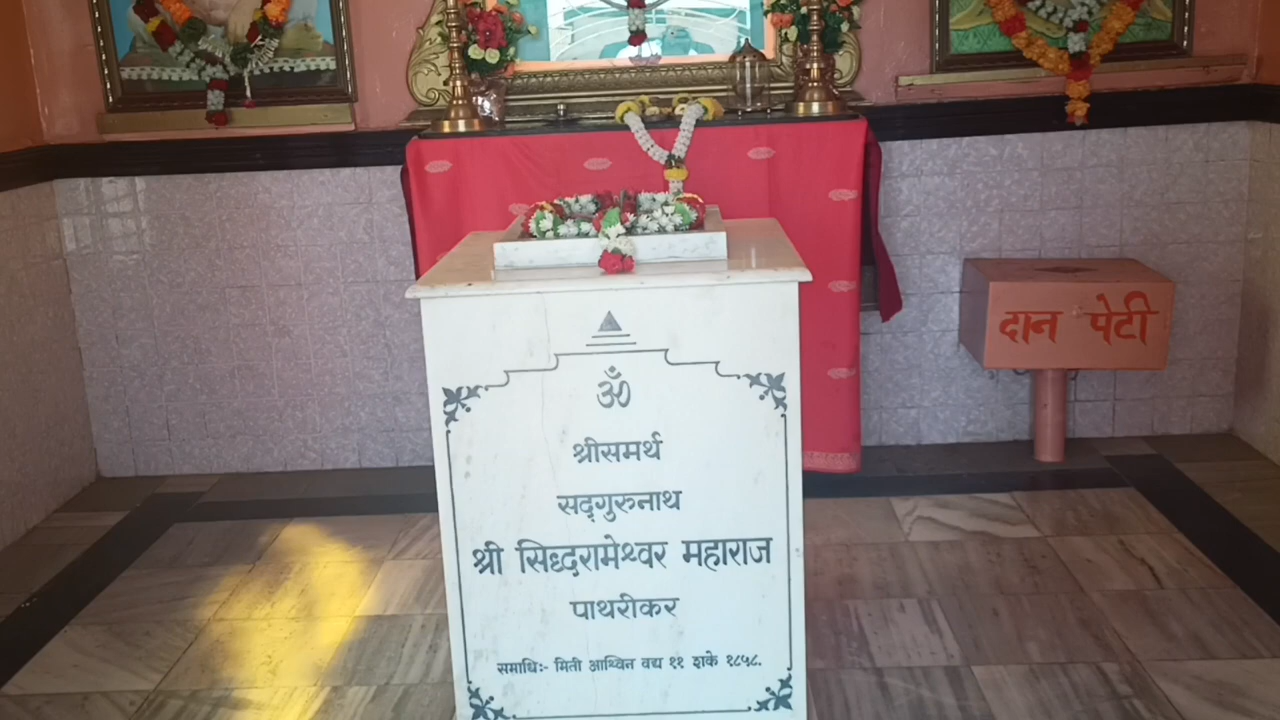 ॐ
श्रीसमर्थ
सद्गुरुनाथ
श्री सिध्दरामेश्वर महाराज
पाथरीकर
समाधिः- मिती आश्विन वद्य ११ शके १८५८.
दान पेटी